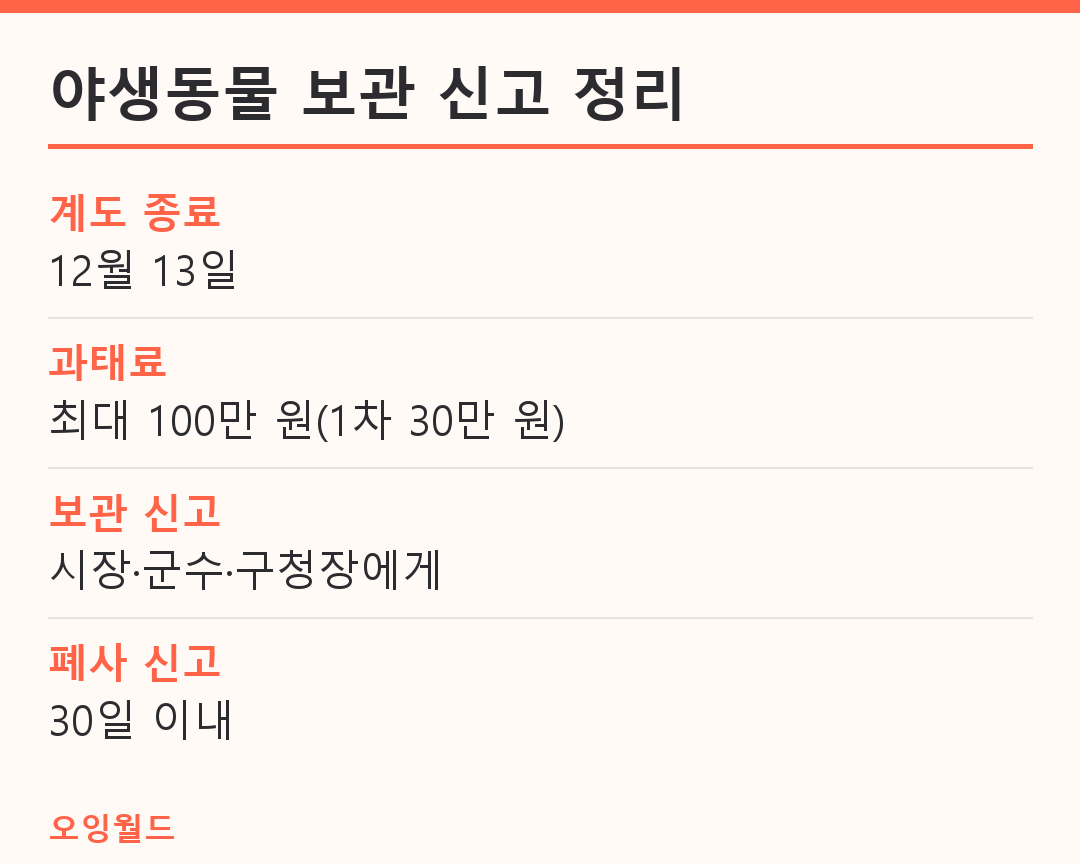 야생동물 보관 신고 정리
계도 종료
12월 13일
과태료
최대 100만 원(1차 30만 원)
보관 신고
시장·군수·구청장에게
폐사 신고
30일 이내
오잉월드